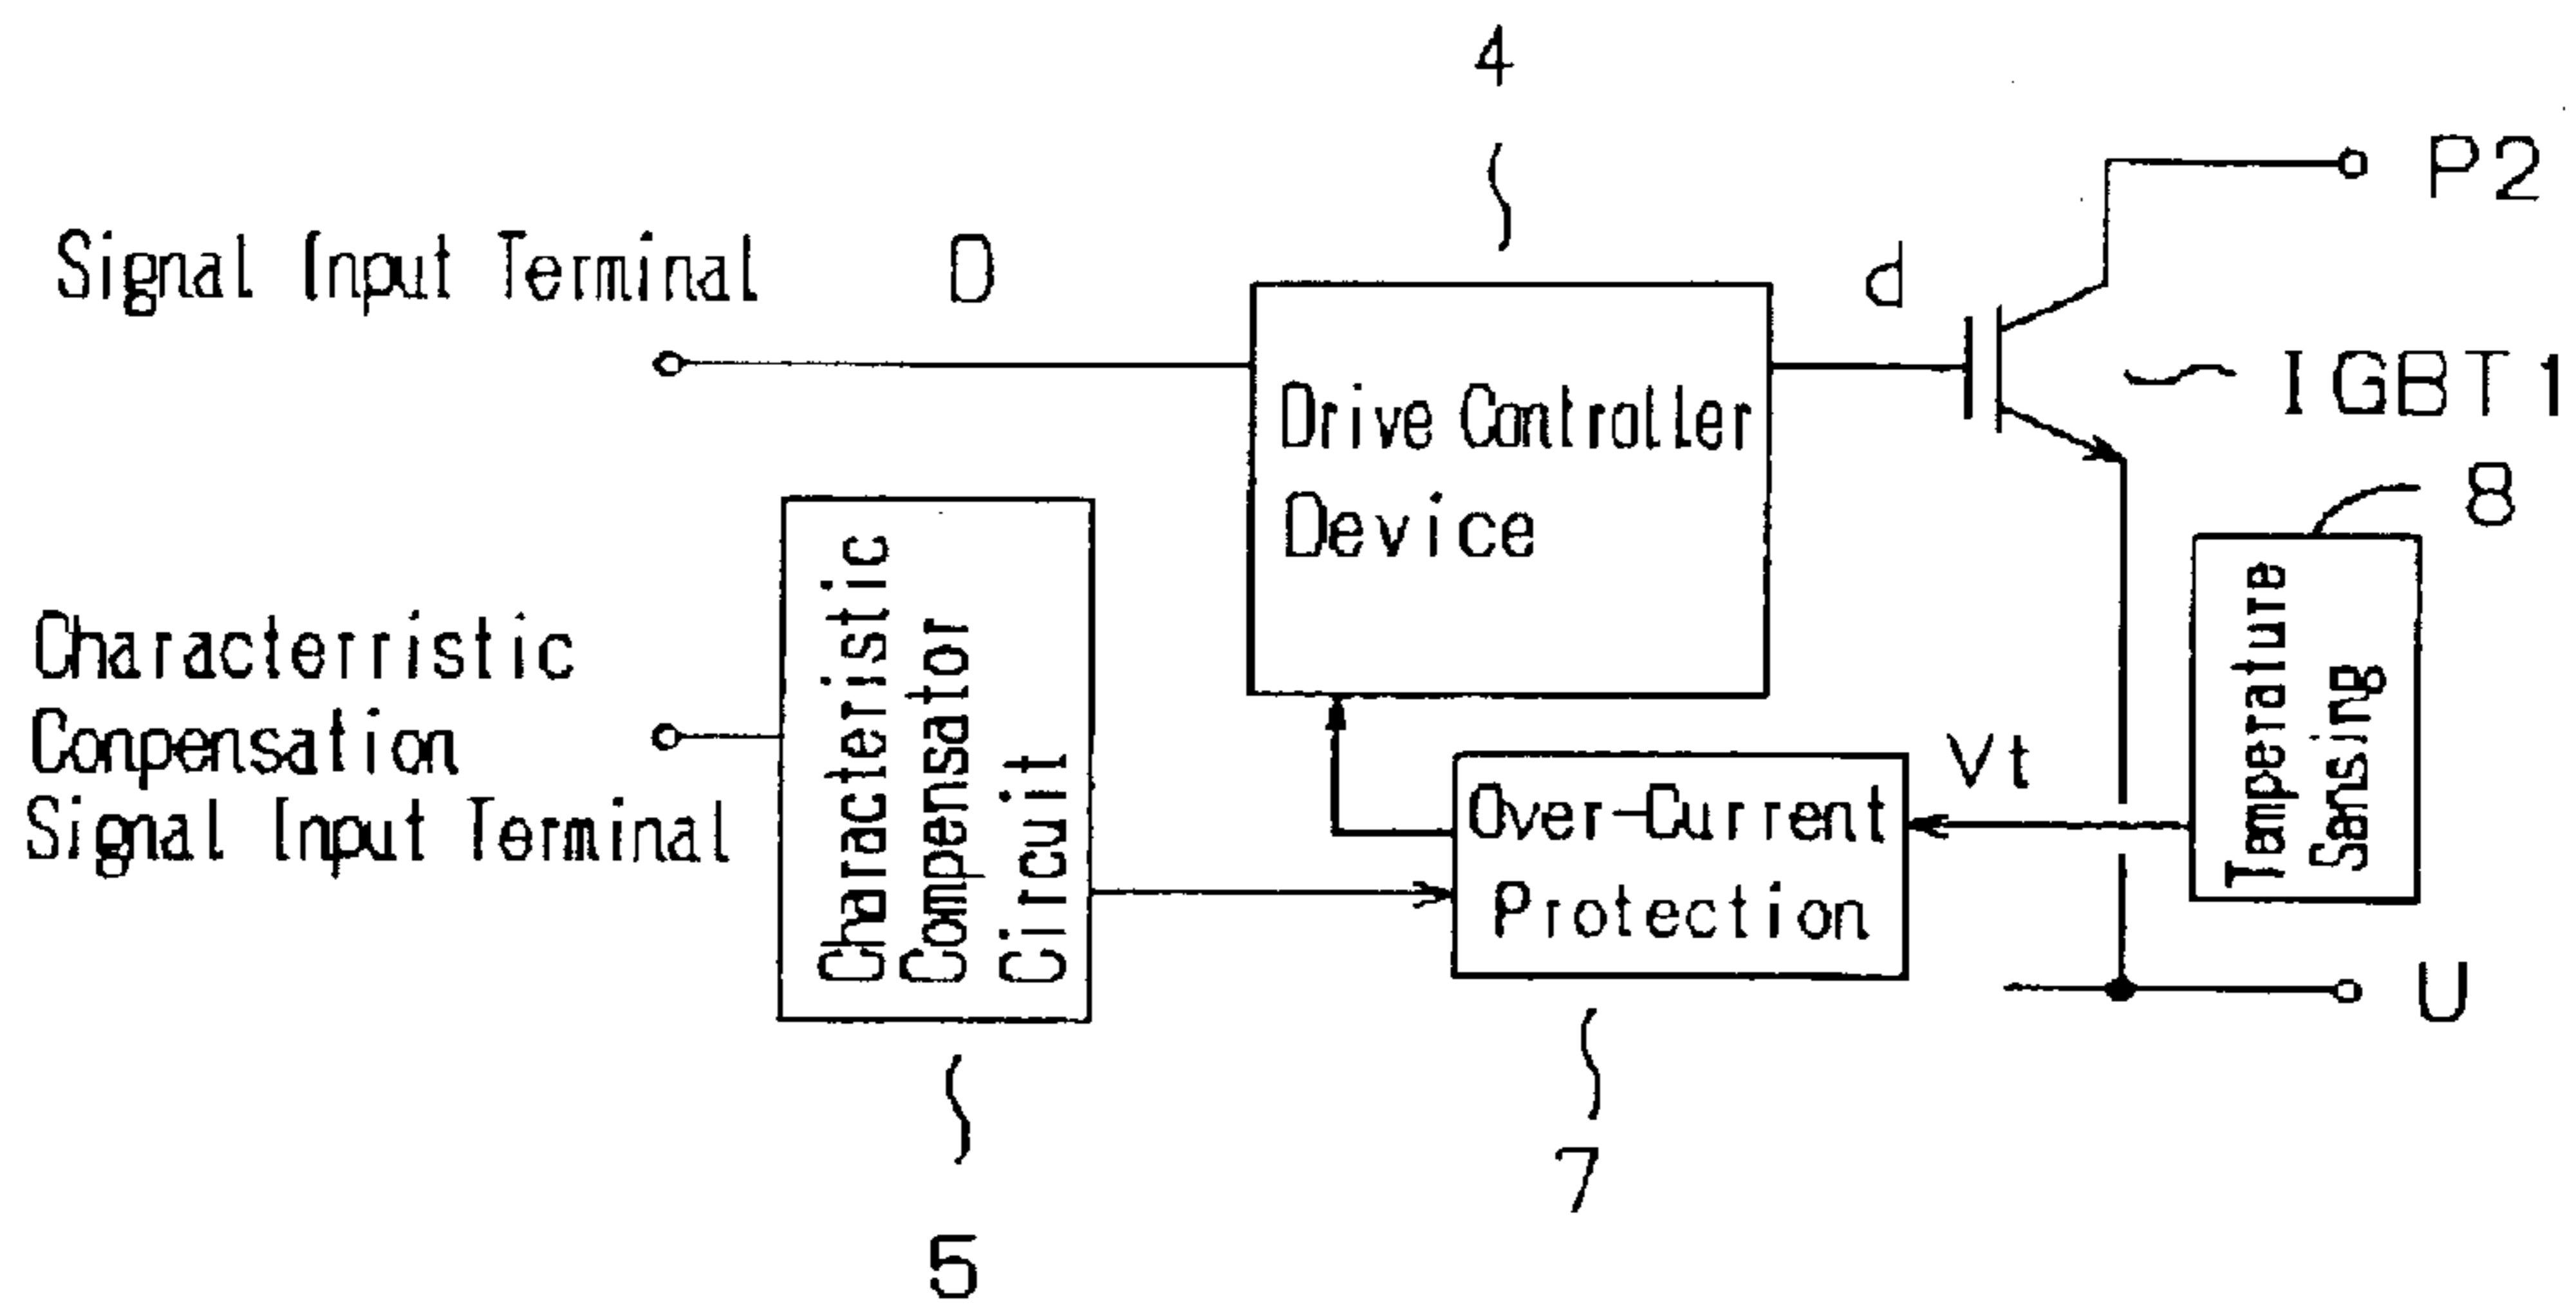 4
P2
Signal Input Terminal D
d
IGBT1
Drive Controller
Device
8
Temperature
Sensing
Characterristic
Conpensation
Signal Input Terminal
Characteristic
Compensator
Circuit
Vt
Over-Current
Protection
U
7
5